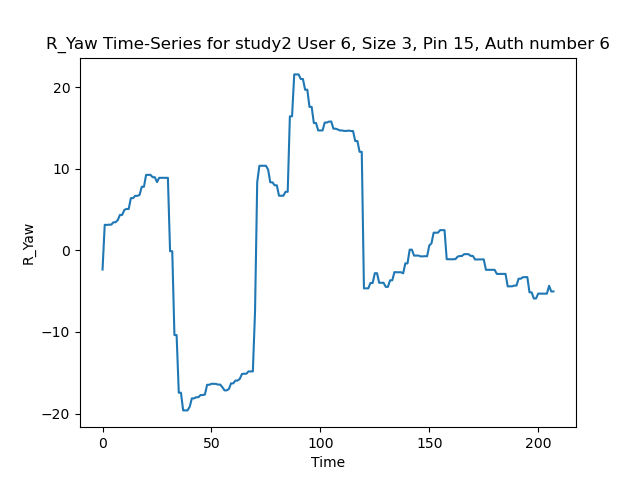 R_Yaw Time-Series for study2 User 6, Size 3, Pin 15, Auth number 6
20
10
0
−10
−20
R_Yaw
0 50 100 150 200
Time